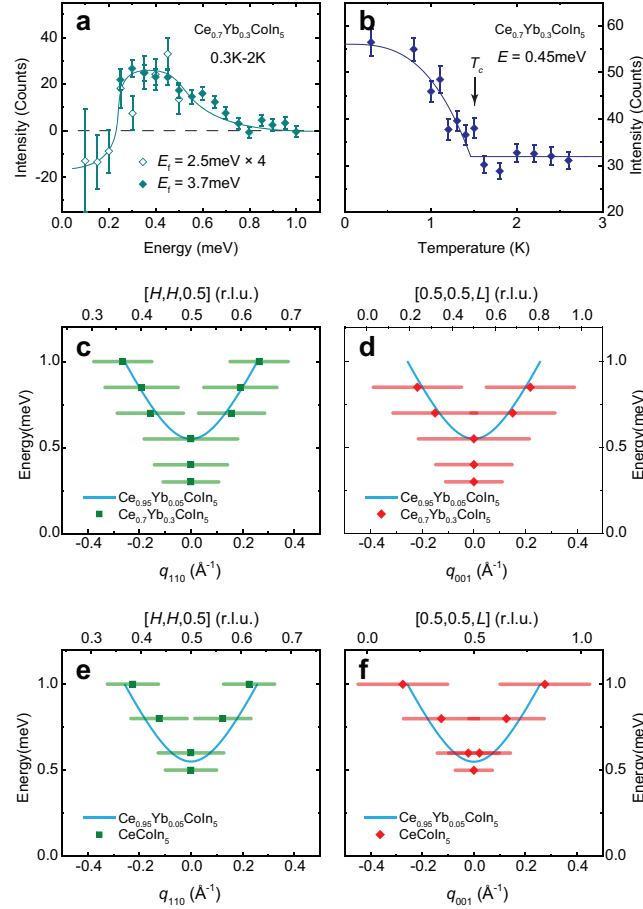 a
Ce0.7Yb0.3CoIn5
0.3K-2K
Intensity (Counts)
40
20
0
-20
Ef = 2.5meV × 4
Ef = 3.7meV
0.0 0.2 0.4 0.6 0.8 1.0
Energy (meV)
b
Ce0.7Yb0.3CoIn5
E = 0.45meV
Tc
60
50
40
30
20
Intensity (Counts)
0 1 2 3
Temperature (K)
[H,H,0.5] (r.l.u.)
0.3 0.4 0.5 0.6 0.7
c
Energy(meV)
1.0
0.5
0.0
Ce0.95Yb0.05CoIn5
Ce0.7Yb0.3CoIn5
-0.4 -0.2 0.0 0.2 0.4
q110 (Å-1)
[0.5,0.5,L] (r.l.u.)
0.0 0.2 0.4 0.5 0.6 0.8 1.0
d
Energy(meV)
1.0
0.5
0.0
Ce0.95Yb0.05CoIn5
Ce0.7Yb0.3CoIn5
-0.4 -0.2 0.0 0.2 0.4 0.6
q001 (Å-1)
[H,H,0.5] (r.l.u.)
0.3 0.4 0.5 0.6 0.7
e
Energy(meV)
1.0
0.5
0.0
Ce0.95Yb0.05CoIn5
CeCoIn5
-0.4 -0.2 0.0 0.2 0.4
q110 (Å-1)
[0.5,0.5,L] (r.l.u.)
0.0 0.5 1.0
f
Energy(meV)
1.0
0.5
0.0
Ce0.95Yb0.05CoIn5
CeCoIn5
-0.4 -0.2 0.0 0.2 0.4 0.6
q001 (Å-1)